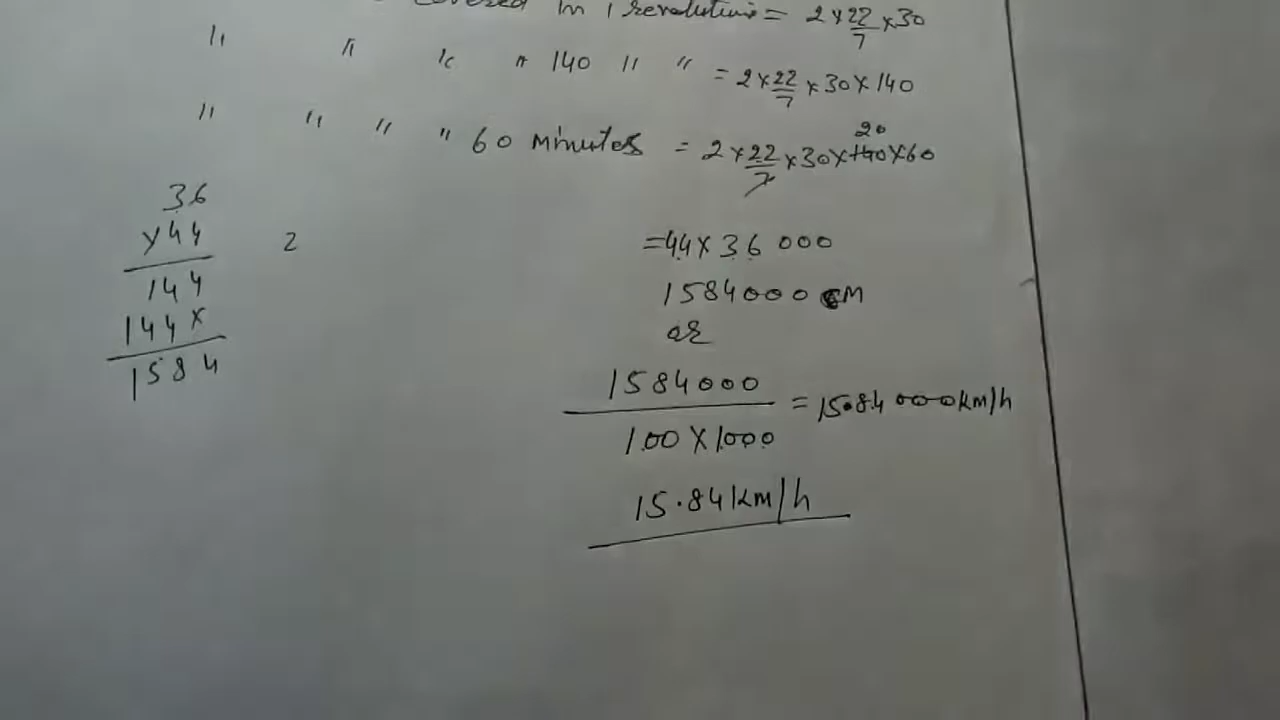 covered in 1 revolution = 2 × 22/7 × 30
" " " " 140 " " = 2 × 22/7 × 30 × 140
" " " " 60 minutes = 2 × 22/7 × 30 × 140 × 60
20
36
×44
144
144×
1584
2
= 44 × 36 000
1584000 cm
or
1584000
100 × 1000
= 15.84 000 km/h
15.84 km/h